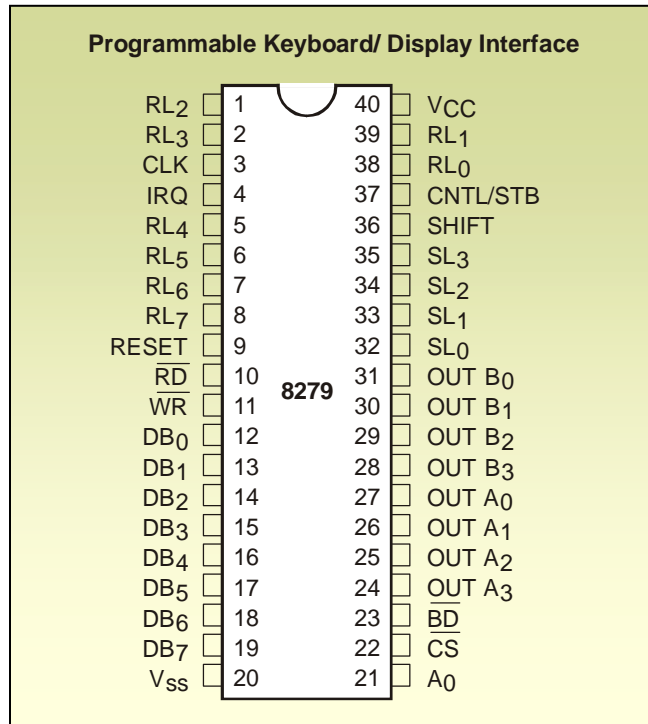 Programmable Keyboard/ Display Interface
RL2 1 40 VCC
RL3 2 39 RL1
CLK 3 38 RL0
IRQ 4 37 CNTL/STB
RL4 5 36 SHIFT
RL5 6 35 SL3
RL6 7 34 SL2
RL7 8 33 SL1
RESET 9 32 SL0
R̅D̅ 10 31 OUT B0
8279
W̅R̅ 11 30 OUT B1
DB0 12 29 OUT B2
DB1 13 28 OUT B3
DB2 14 27 OUT A0
DB3 15 26 OUT A1
DB4 16 25 OUT A2
DB5 17 24 OUT A3
DB6 18 23 B̅D̅
DB7 19 22 C̅S̅
Vss 20 21 A0